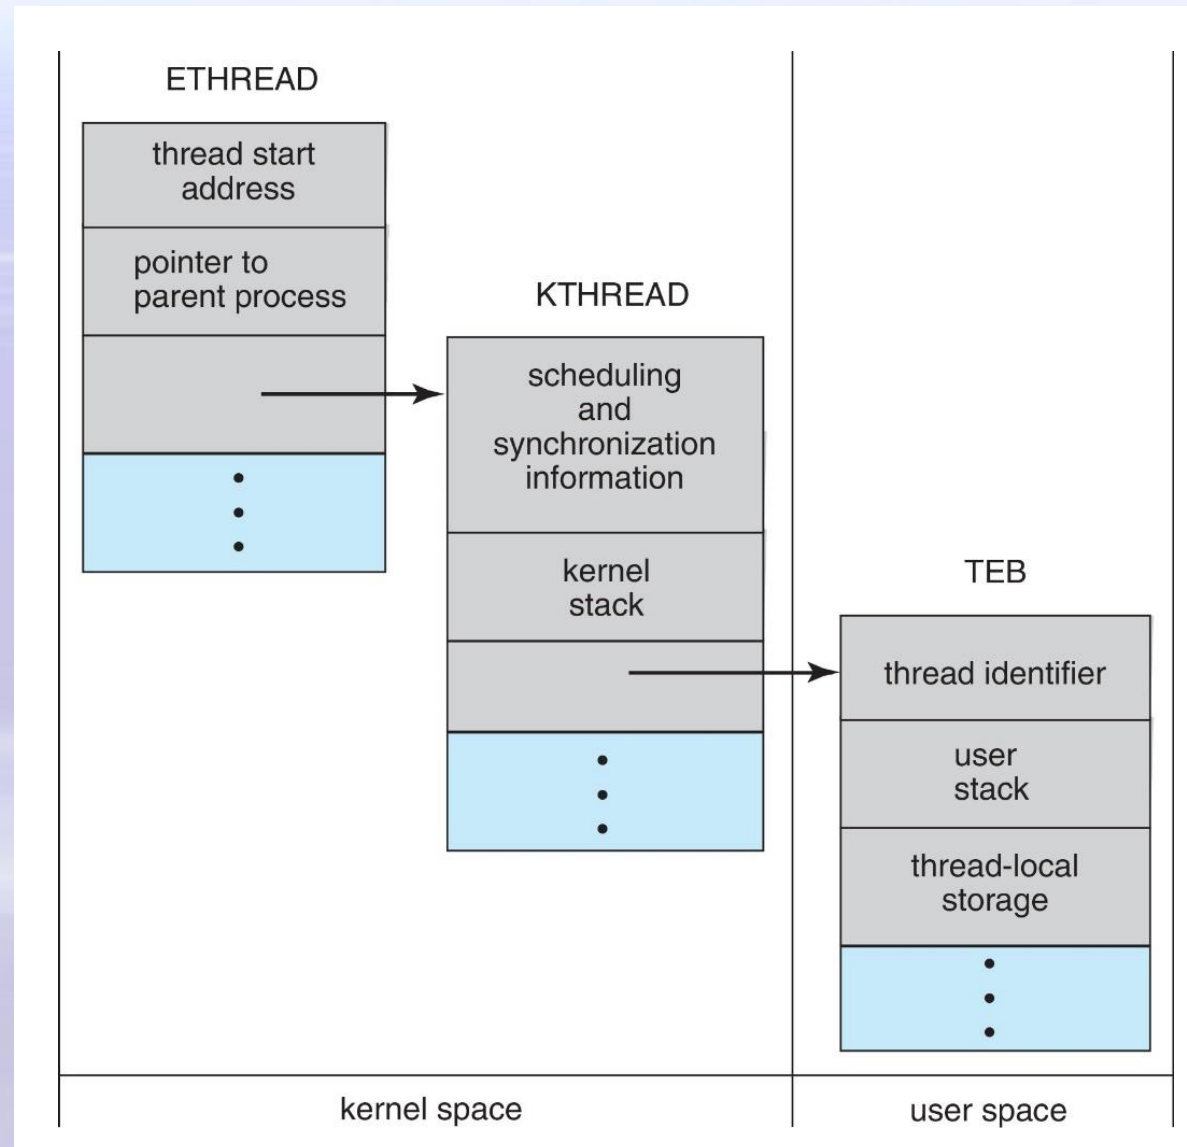 ETHREAD
thread start
address
pointer to
parent process
KTHREAD
scheduling
and
synchronization
information
kernel
stack
TEB
thread identifier
user
stack
thread-local
storage
kernel space
user space